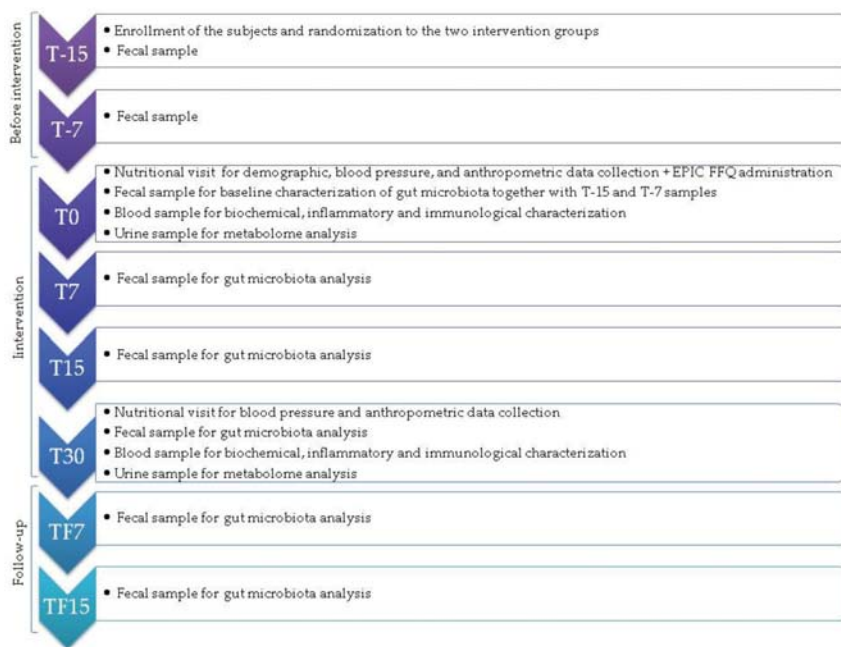 Before intervention
T-15
• Enrollment of the subjects and randomization to the two intervention groups
• Fecal sample
T-7
• Fecal sample
Iintervention
T0
• Nutritional visit for demographic, blood pressure, and anthropometric data collection + EPIC FFQ administration
• Fecal sample for baseline characterization of gut microbiota together with T-15 and T-7 samples
• Blood sample for biochemical, inflammatory and immunological characterization
• Urine sample for metabolome analysis
T7
• Fecal sample for gut microbiota analysis
T15
• Fecal sample for gut microbiota analysis
T30
• Nutritional visit for blood pressure and anthropometric data collection
• Fecal sample for gut microbiota analysis
• Blood sample for biochemical, inflammatory and immunological characterization
• Urine sample for metabolome analysis
Follow-up
TF7
• Fecal sample for gut microbiota analysis
TF15
• Fecal sample for gut microbiota analysis